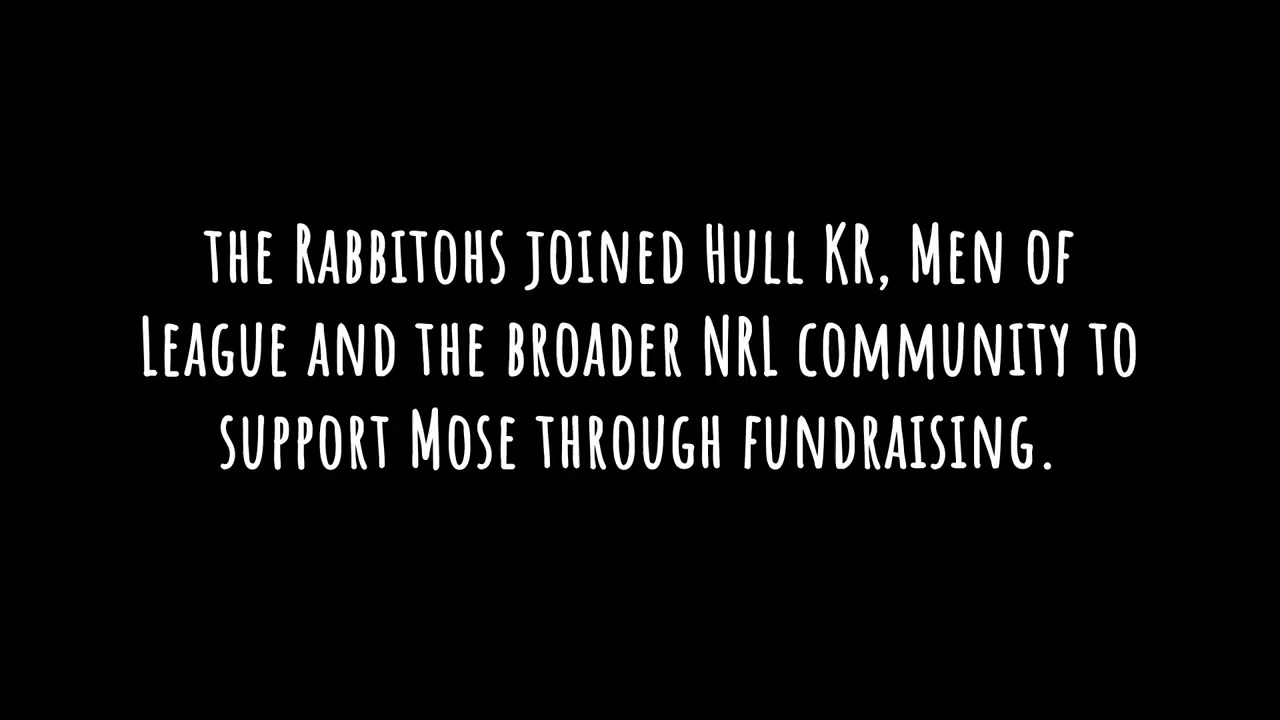 the Rabbitohs joined Hull KR, Men of
League and the broader NRL community to
support Mose through fundraising.